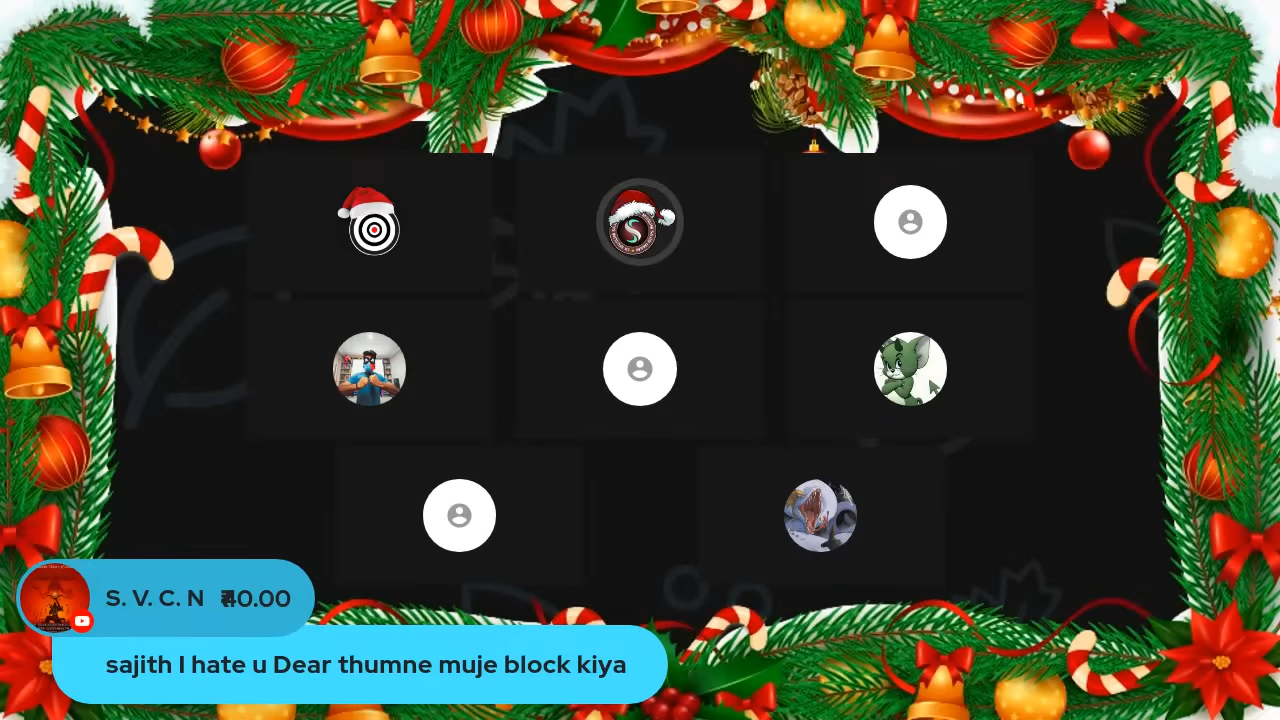 S. V. C. N ₹40.00
sajith I hate u Dear thumne muje block kiya